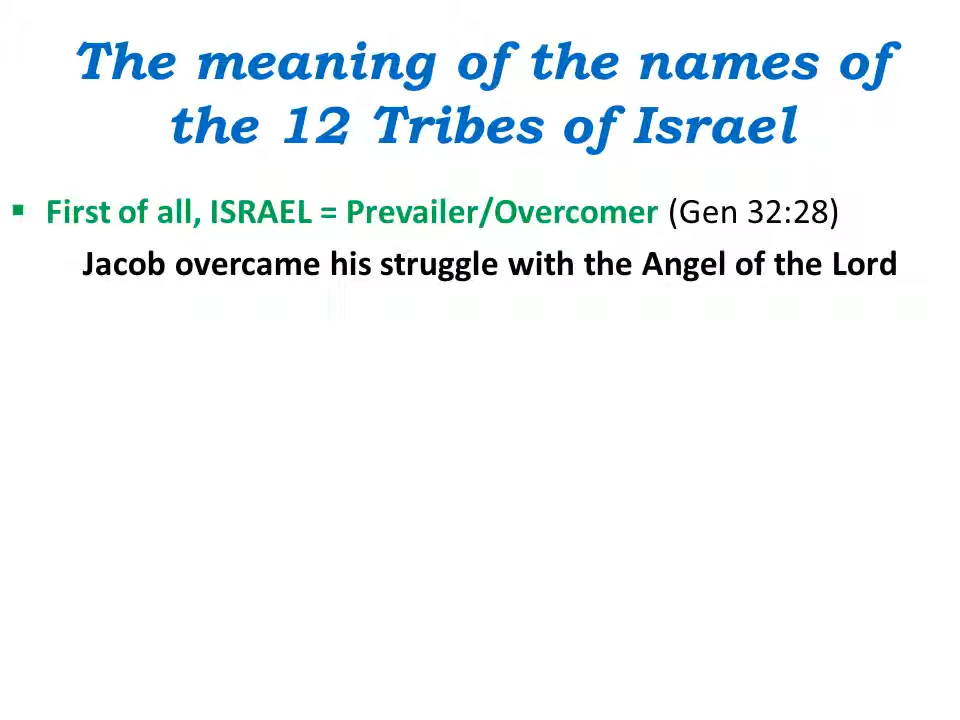 The meaning of the names of
the 12 Tribes of Israel
▪ First of all, ISRAEL = Prevailer/Overcomer (Gen 32:28)
Jacob overcame his struggle with the Angel of the Lord